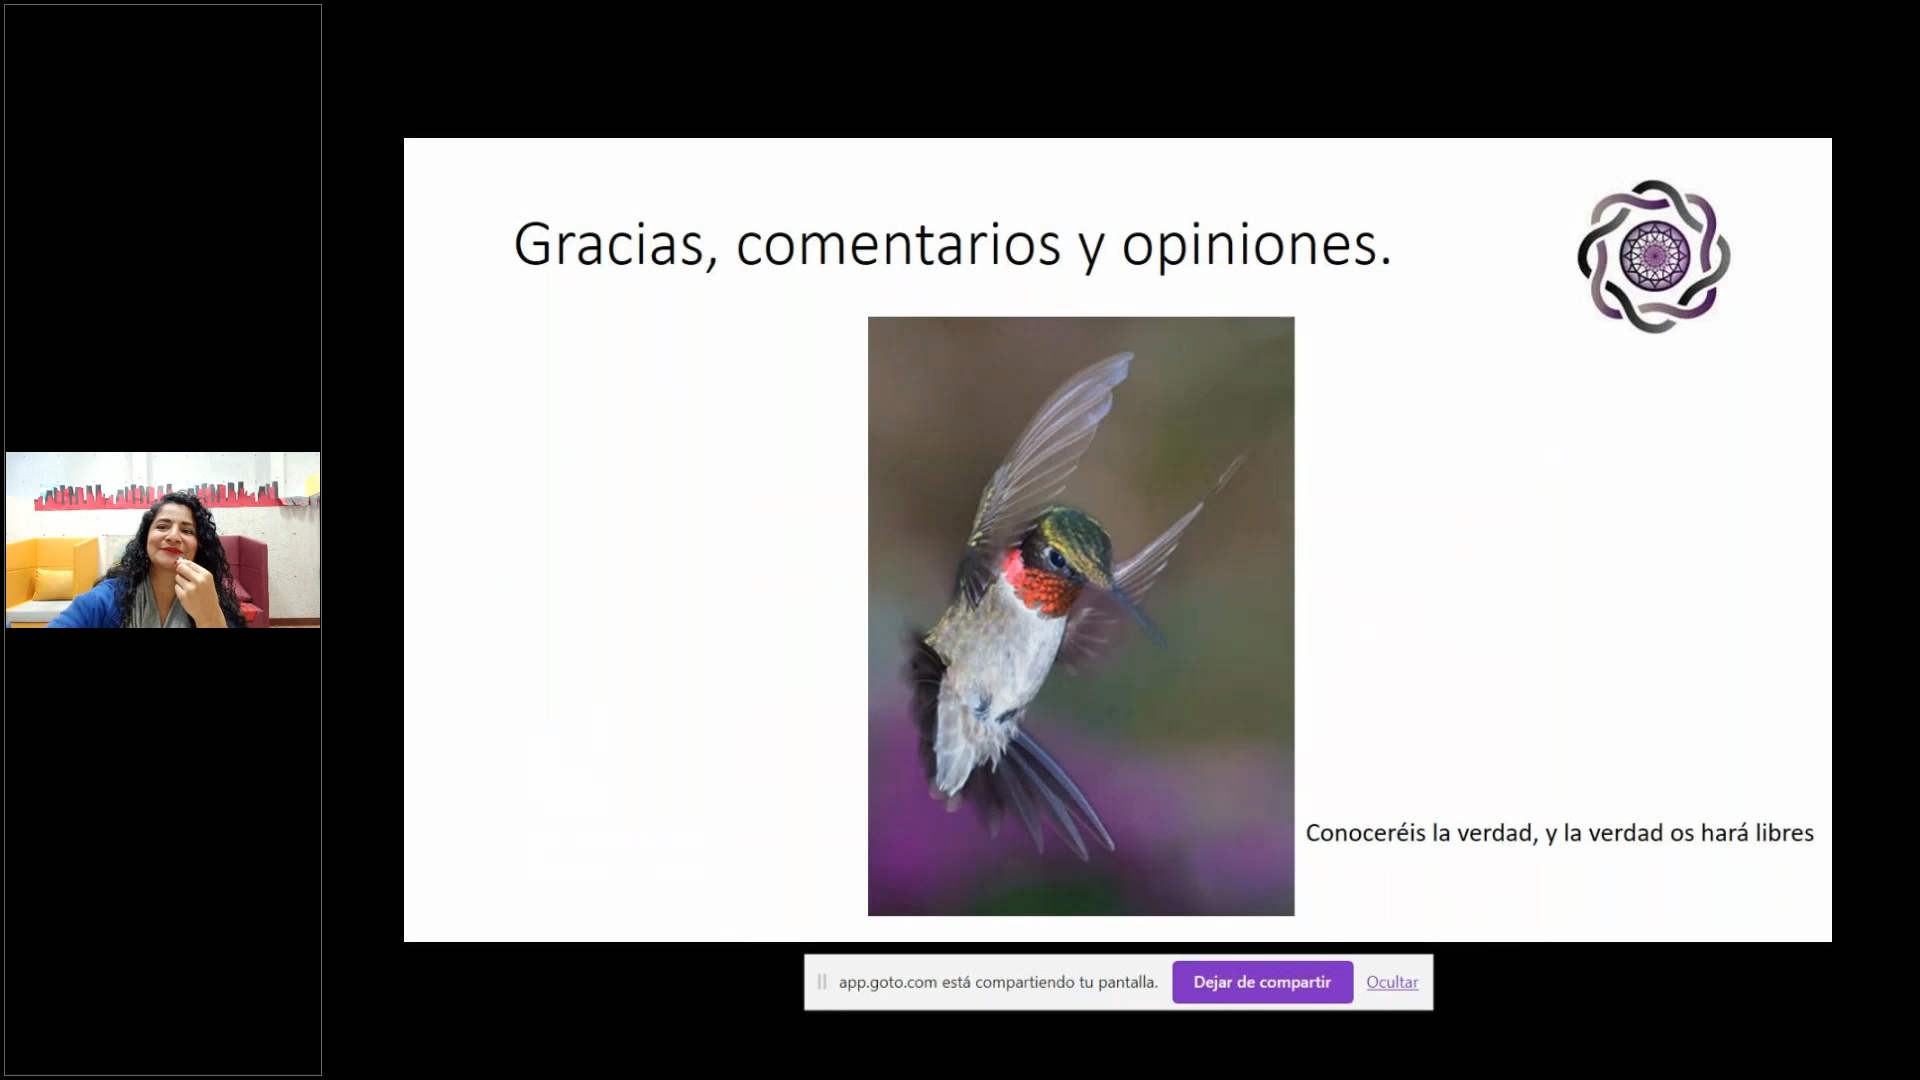 Gracias, comentarios y opiniones.
Conoceréis la verdad, y la verdad os hará libres
app.goto.com está compartiendo tu pantalla.
Dejar de compartir
Ocultar